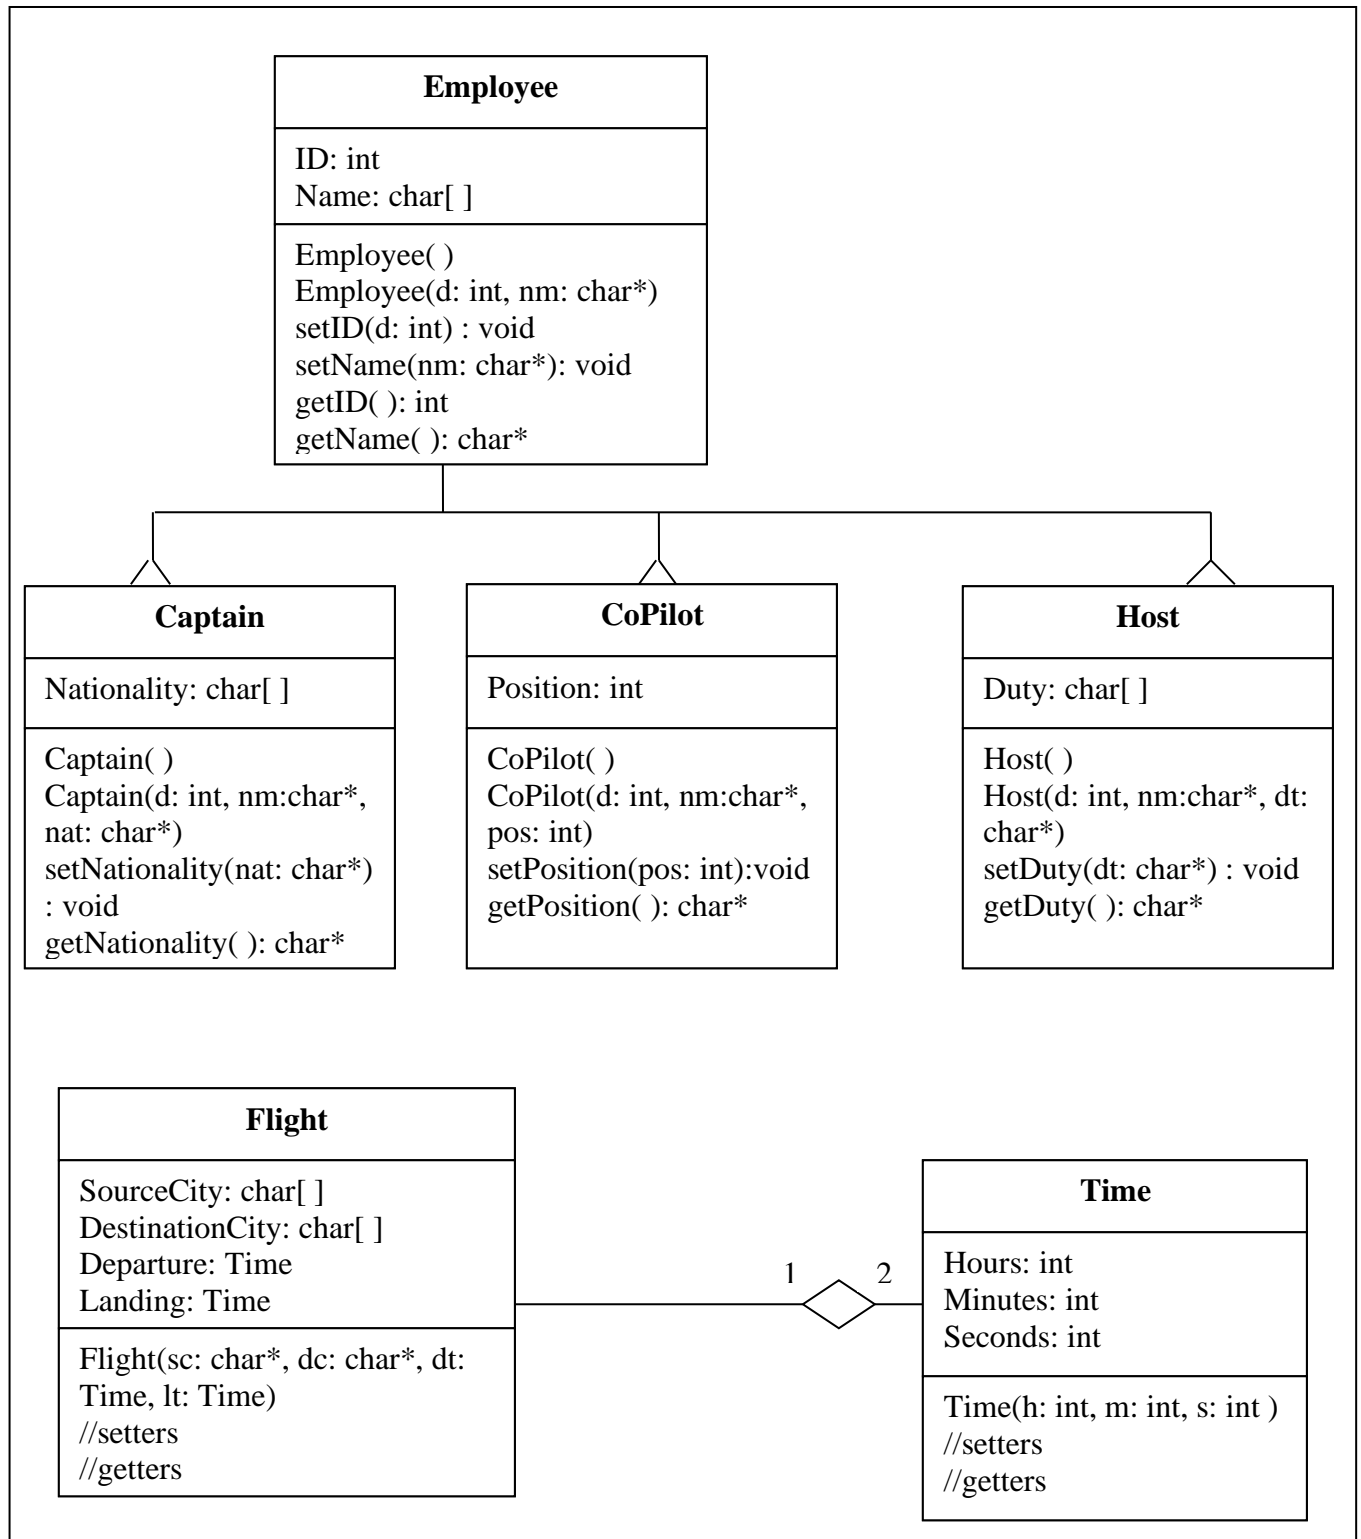 Employee
ID: int
Name: char[ ]
Employee( )
Employee(d: int, nm: char*)
setID(d: int) : void
setName(nm: char*): void
getID( ): int
getName( ): char*
Captain
Nationality: char[ ]
Captain( )
Captain(d: int, nm:char*,
nat: char*)
setNationality(nat: char*)
: void
getNationality( ): char*
CoPilot
Position: int
CoPilot( )
CoPilot(d: int, nm:char*,
pos: int)
setPosition(pos: int):void
getPosition( ): char*
Host
Duty: char[ ]
Host( )
Host(d: int, nm:char*, dt:
char*)
setDuty(dt: char*) : void
getDuty( ): char*
Flight
SourceCity: char[ ]
DestinationCity: char[ ]
Departure: Time
Landing: Time
Flight(sc: char*, dc: char*, dt:
Time, lt: Time)
//setters
//getters
1 2
Time
Hours: int
Minutes: int
Seconds: int
Time(h: int, m: int, s: int )
//setters
//getters